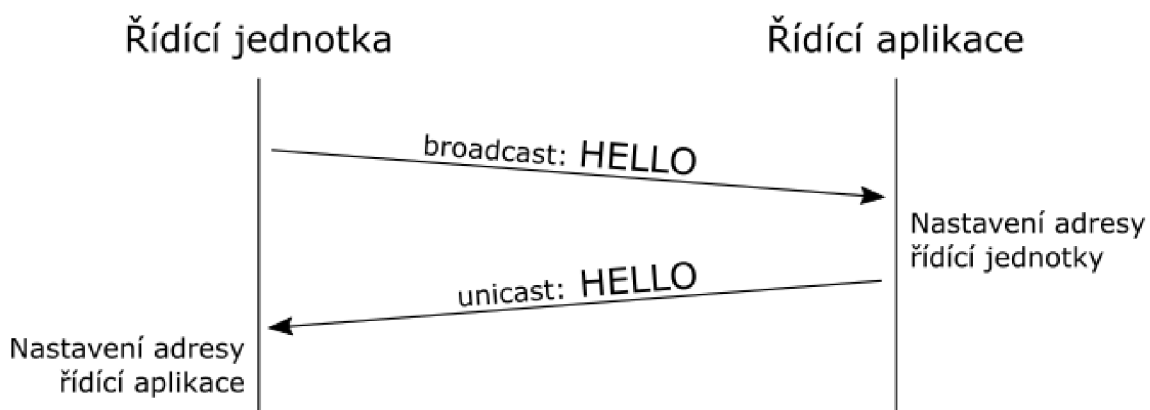 Řídící jednotka
Řídící aplikace
broadcast: HELLO
Nastavení adresy
řídící jednotky
unicast: HELLO
Nastavení adresy
řídící aplikace